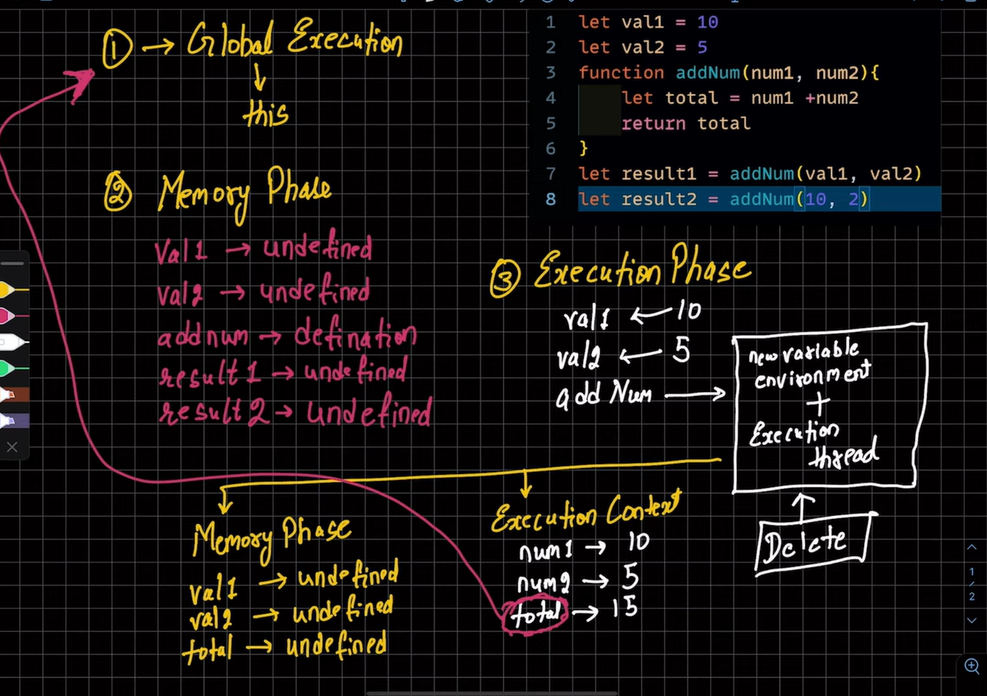 ① → Global Execution
↓
this
② Memory Phase
Val1 → undefined
val2 → undefined
addnum → defination
result1 → undefined
result2 → undefined
1 let val1 = 10
2 let val2 = 5
3 function addNum(num1, num2){
4 let total = num1 +num2
5 return total
6 }
7 let result1 = addNum(val1, val2)
8 let result2 = addNum(10, 2)
③ Execution Phase
val1 ← 10
val2 ← 5
add Num →
new variable
environment
+
Execution
thread
Delete
Memory Phase
val1 → undefined
val2 → undefined
total → undefined
Execution Context
num1 → 10
num2 → 5
total → 15
1
/
2